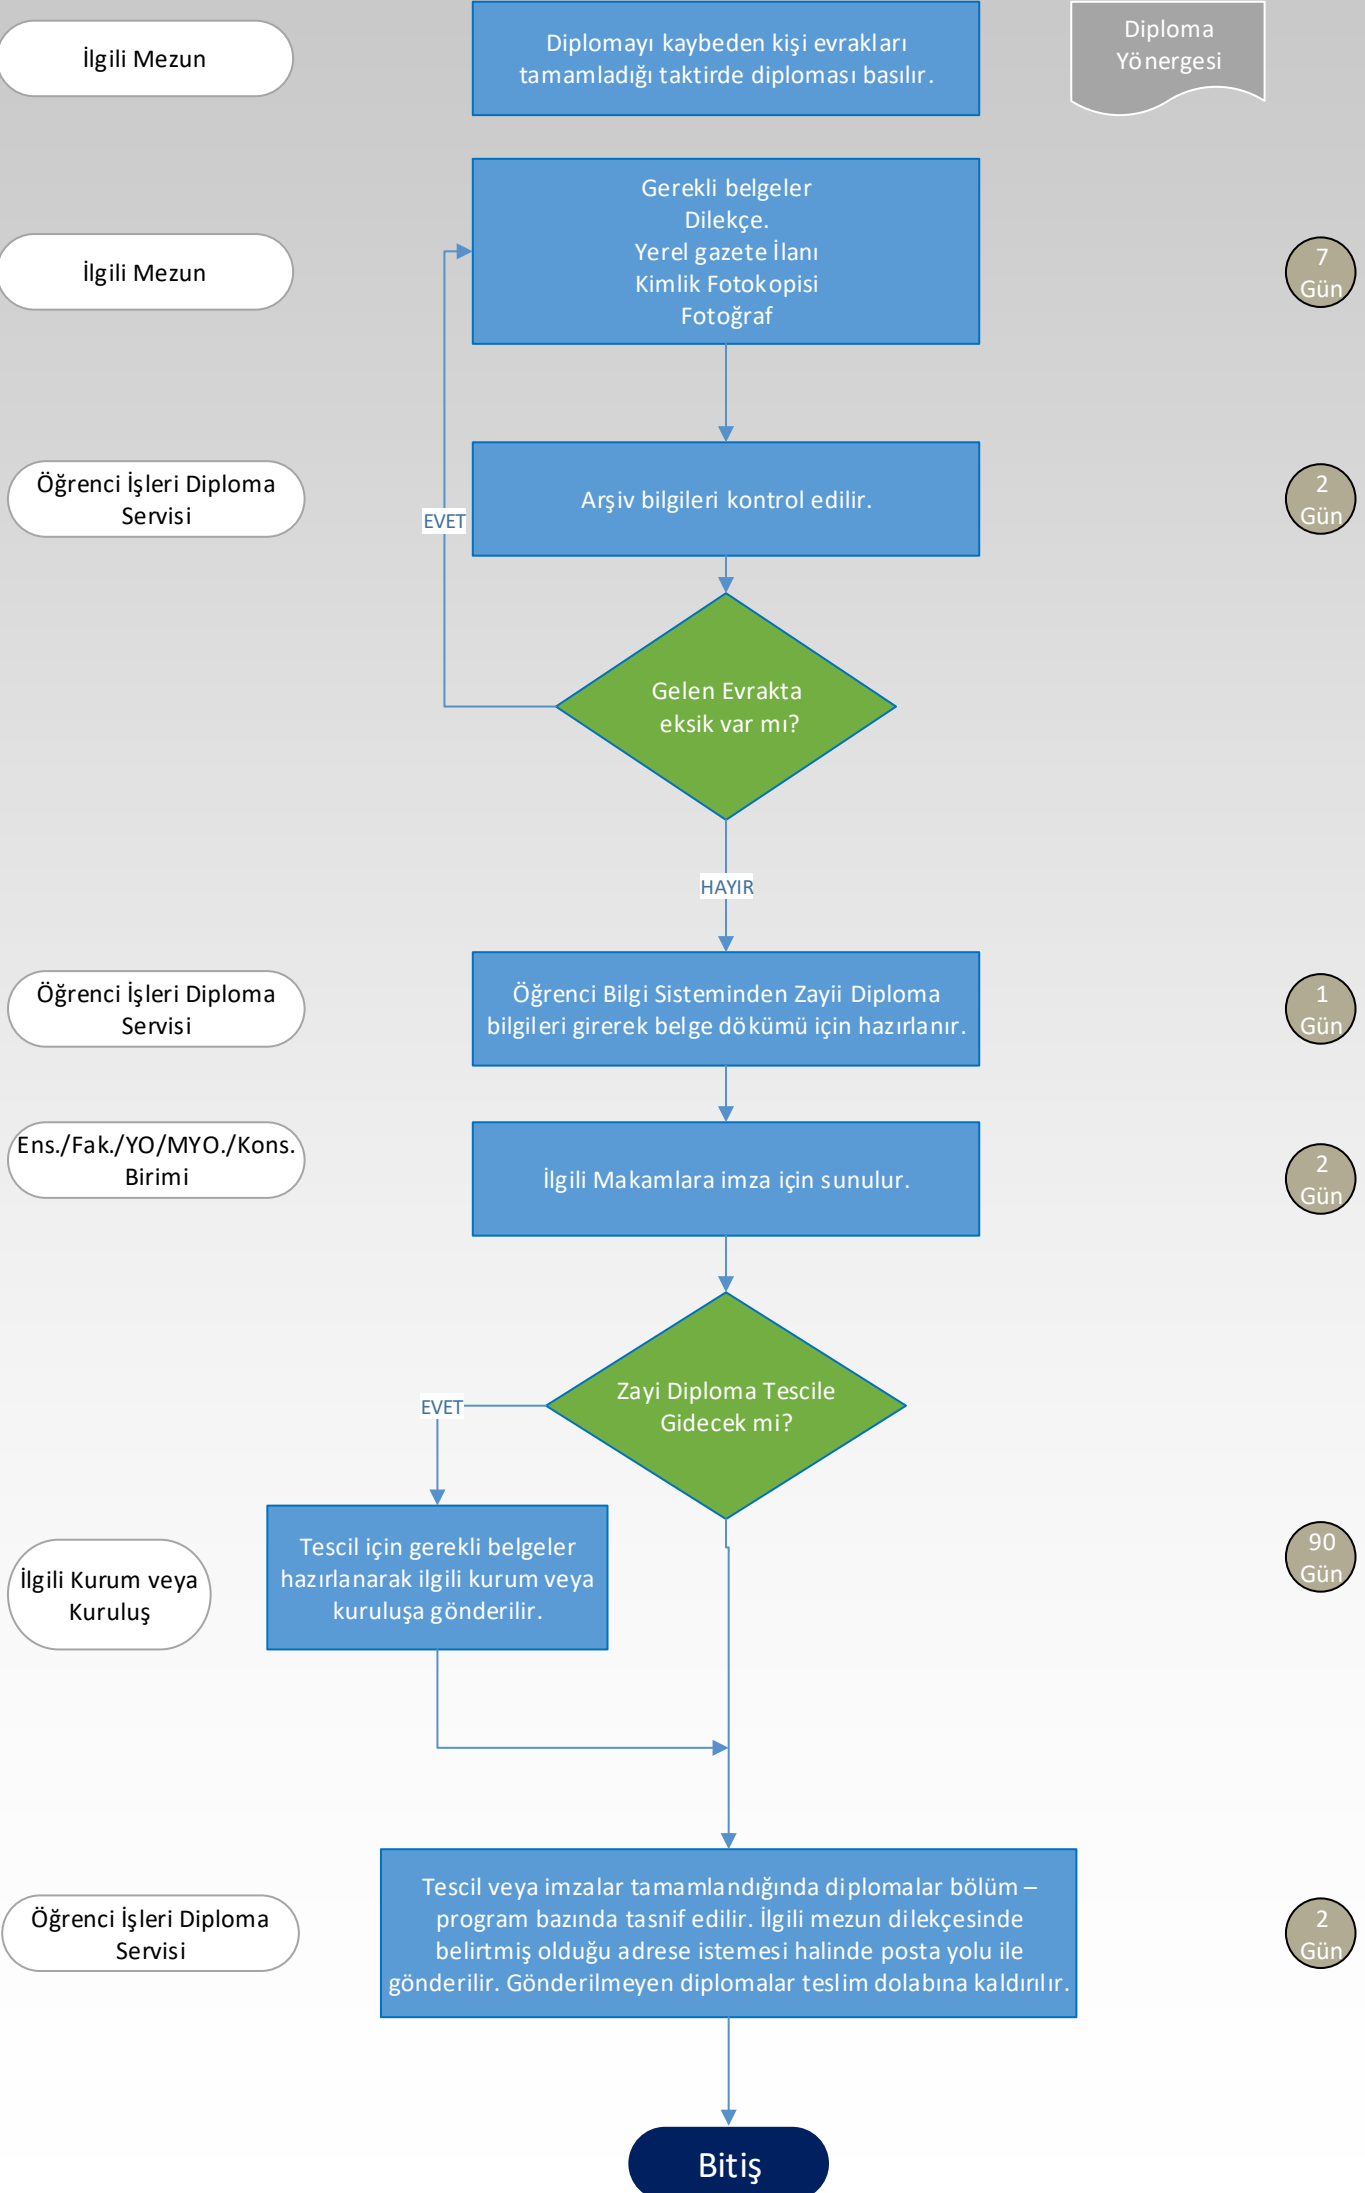 İlgili Mezun
Diplomayı kaybeden kişi evrakları
tamamladığı taktirde diploması basılır.
Diploma
Yönergesi
İlgili Mezun
Gerekli belgeler
Dilekçe.
Yerel gazete İlanı
Kimlik Fotokopisi
Fotoğraf
7
Gün
Öğrenci İşleri Diploma
Servisi
Arşiv bilgileri kontrol edilir.
2
Gün
EVET
Gelen Evrakta
eksik var mı?
HAYIR
Öğrenci İşleri Diploma
Servisi
Öğrenci Bilgi Sisteminden Zayii Diploma
bilgileri girerek belge dökümü için hazırlanır.
1
Gün
Ens./Fak./YO/MYO./Kons.
Birimi
İlgili Makamlara imza için sunulur.
2
Gün
Zayi Diploma Tescile
Gidecek mi?
EVET
İlgili Kurum veya
Kuruluş
Tescil için gerekli belgeler
hazırlanarak ilgili kurum veya
kuruluşa gönderilir.
90
Gün
Öğrenci İşleri Diploma
Servisi
Tescil veya imzalar tamamlandığında diplomalar bölüm –
program bazında tasnif edilir. İlgili mezun dilekçesinde
belirtmiş olduğu adrese istemesi halinde posta yolu ile
gönderilir. Gönderilmeyen diplomalar teslim dolabına kaldırılır.
2
Gün
Bitiş